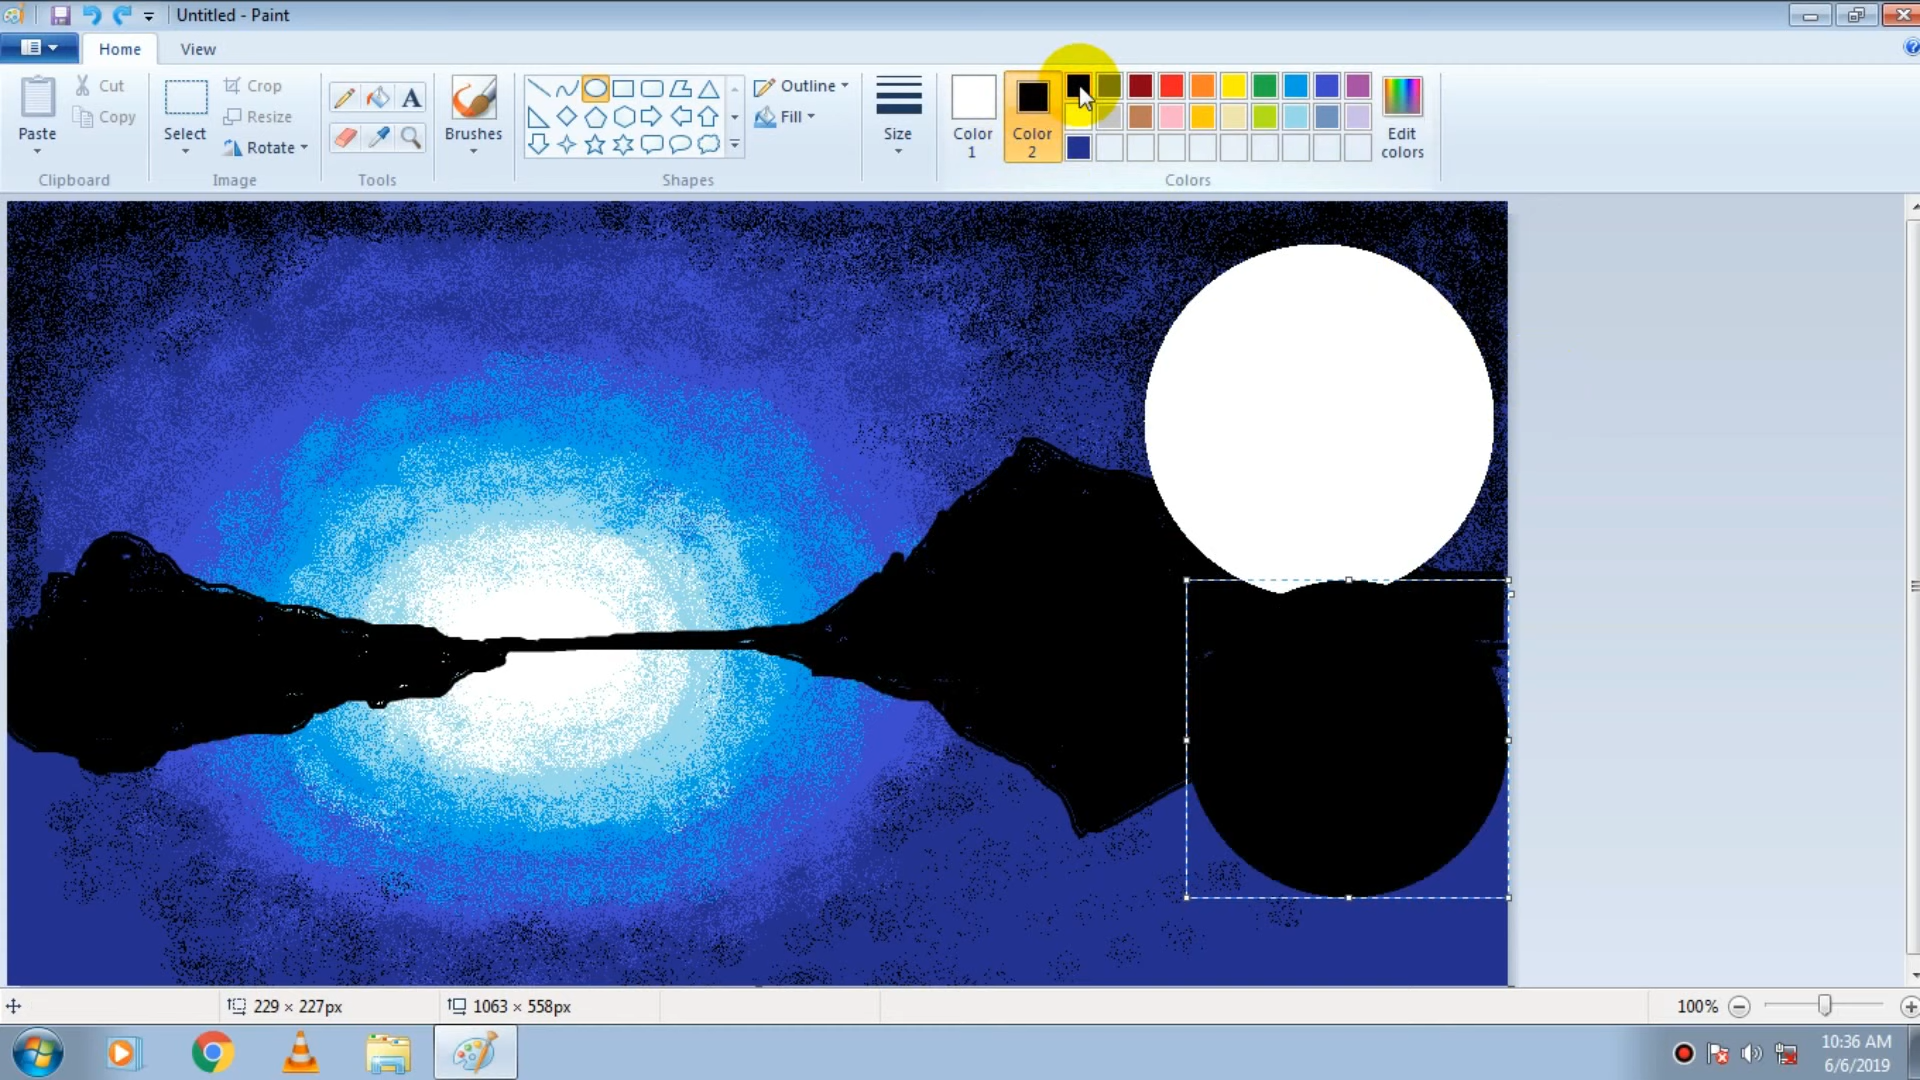 Untitled - Paint
Home View
Paste
Cut
Copy
Clipboard
Select
Crop
Resize
Rotate
Image
A
Tools
Brushes
Shapes
Outline
Fill
Size
Color 1
Color 2
Edit colors
Colors
229 × 227px
1063 × 558px
100%
10:36 AM
6/6/2019